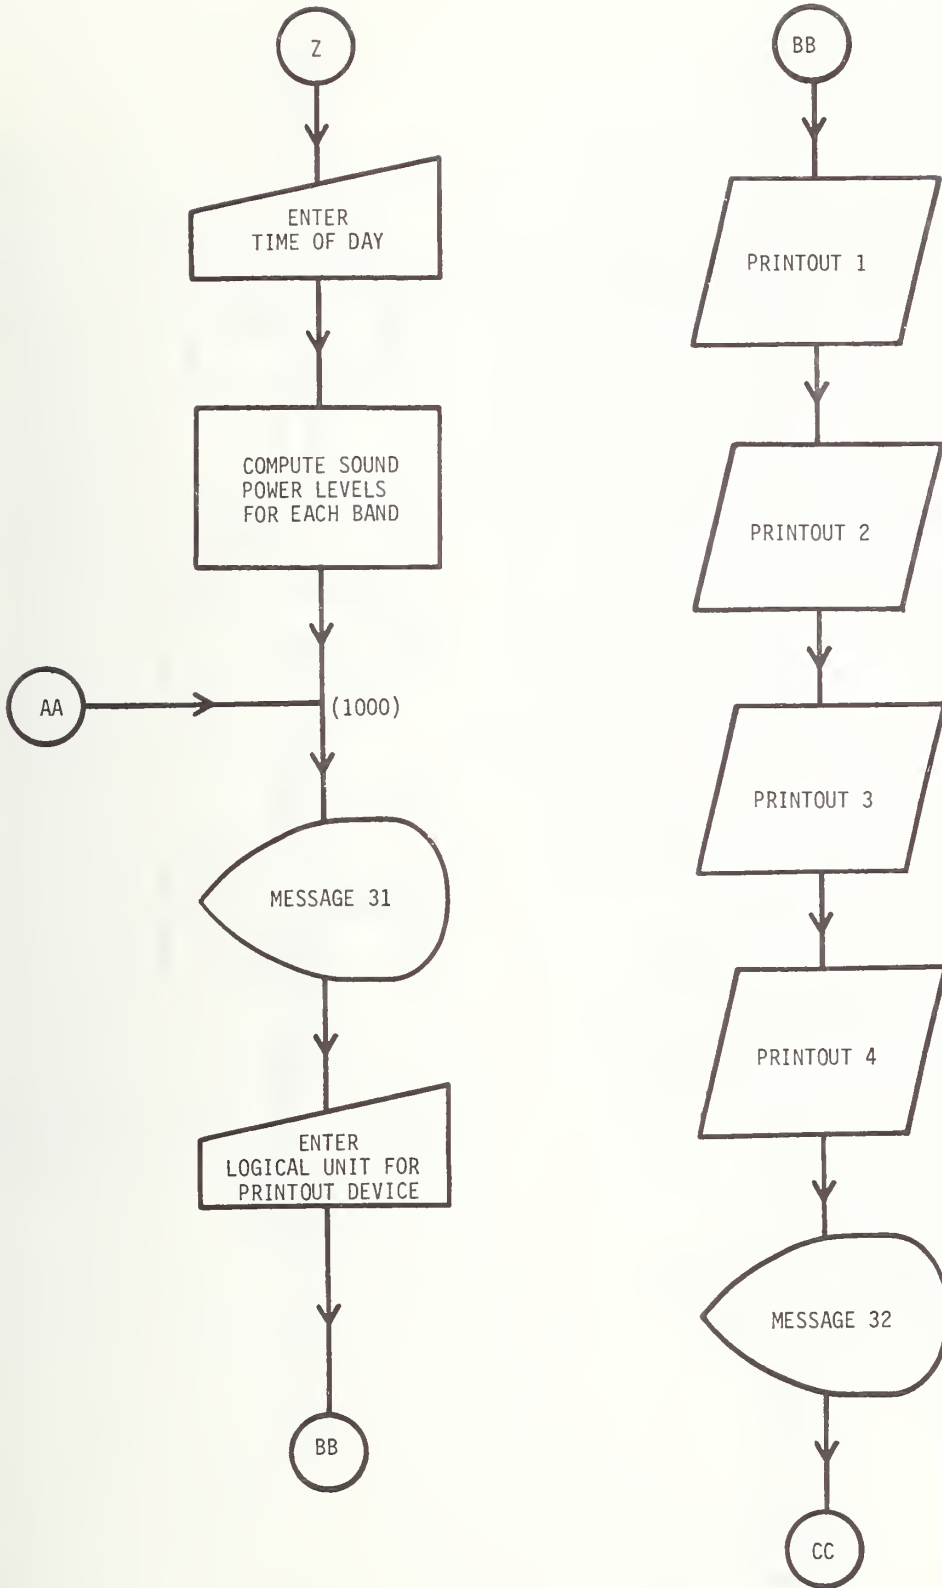 Z
ENTER
TIME OF DAY
COMPUTE SOUND
POWER LEVELS
FOR EACH BAND
AA
(1000)
MESSAGE 31
ENTER
LOGICAL UNIT FOR
PRINTOUT DEVICE
BB
BB
PRINTOUT 1
PRINTOUT 2
PRINTOUT 3
PRINTOUT 4
MESSAGE 32
CC